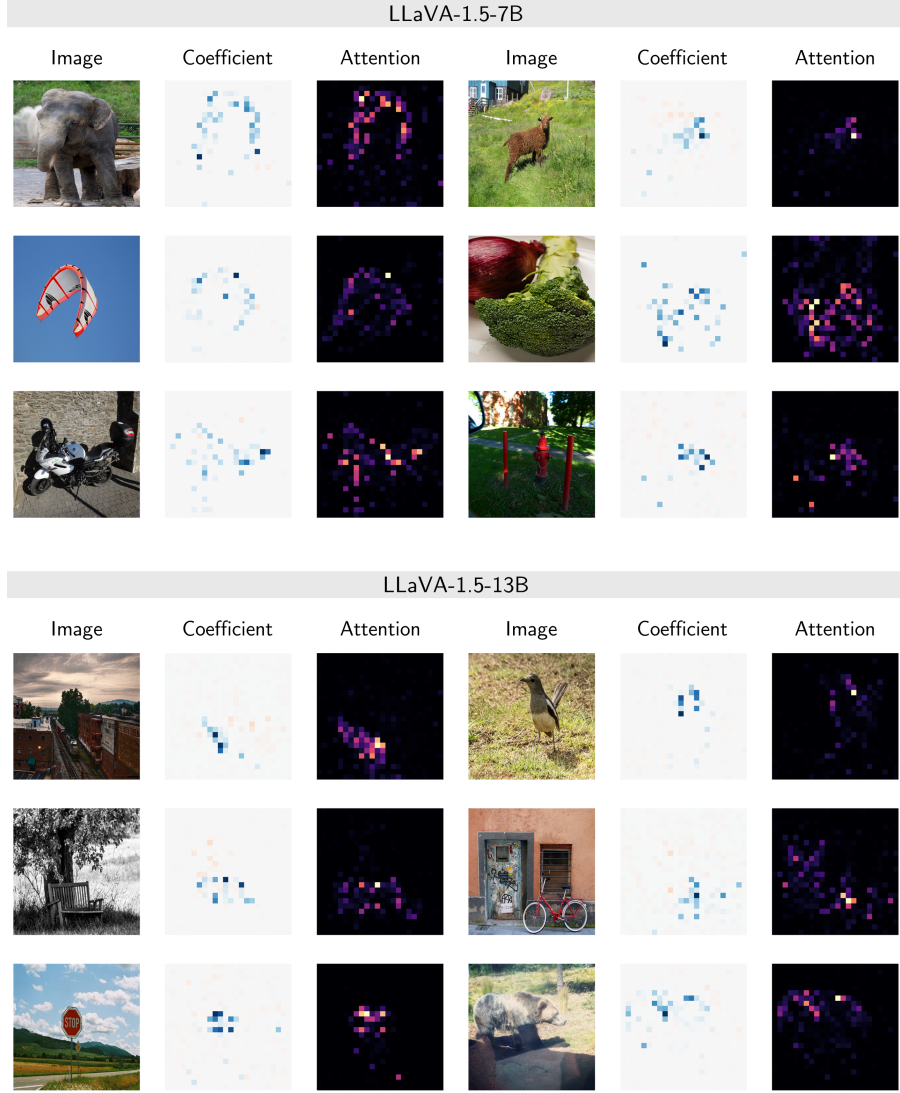 LLaVA-1.5-7B
Image Coefficient Attention Image Coefficient Attention
LLaVA-1.5-13B
Image Coefficient Attention Image Coefficient Attention
STOP